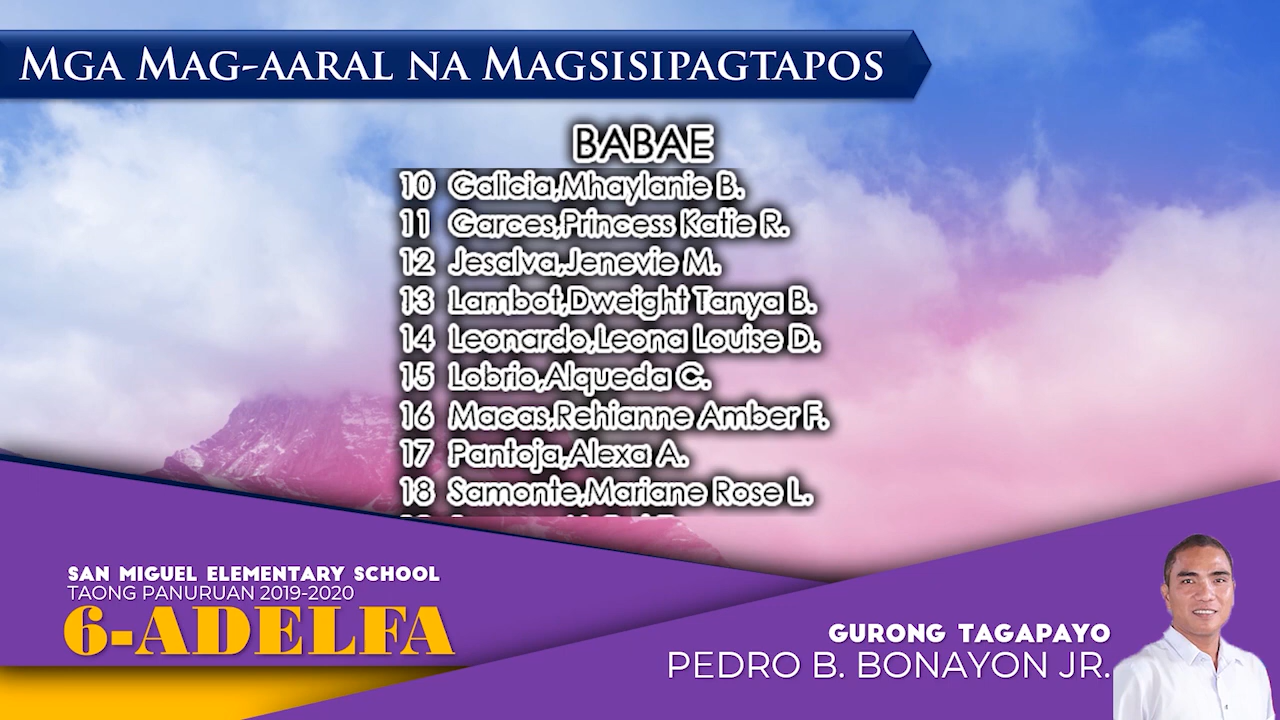 MGA MAG-AARAL NA MAGSISIPAGTAPOS
BABAE
10 Galicia,Mhaylanie B.
11 Garces,Princess Katie R.
12 Jesalva,Jenevie M.
13 Lambot,Dweight Tanya B.
14 Leonardo,Leona Louise D.
15 Lobrio,Alqueda C.
16 Macas,Rehianne Amber F.
17 Pantoja,Alexa A.
18 Samonte,Mariane Rose L.
SAN MIGUEL ELEMENTARY SCHOOL
TAONG PANURUAN 2019-2020
6-ADELFA
GURONG TAGAPAYO
PEDRO B. BONAYON JR.